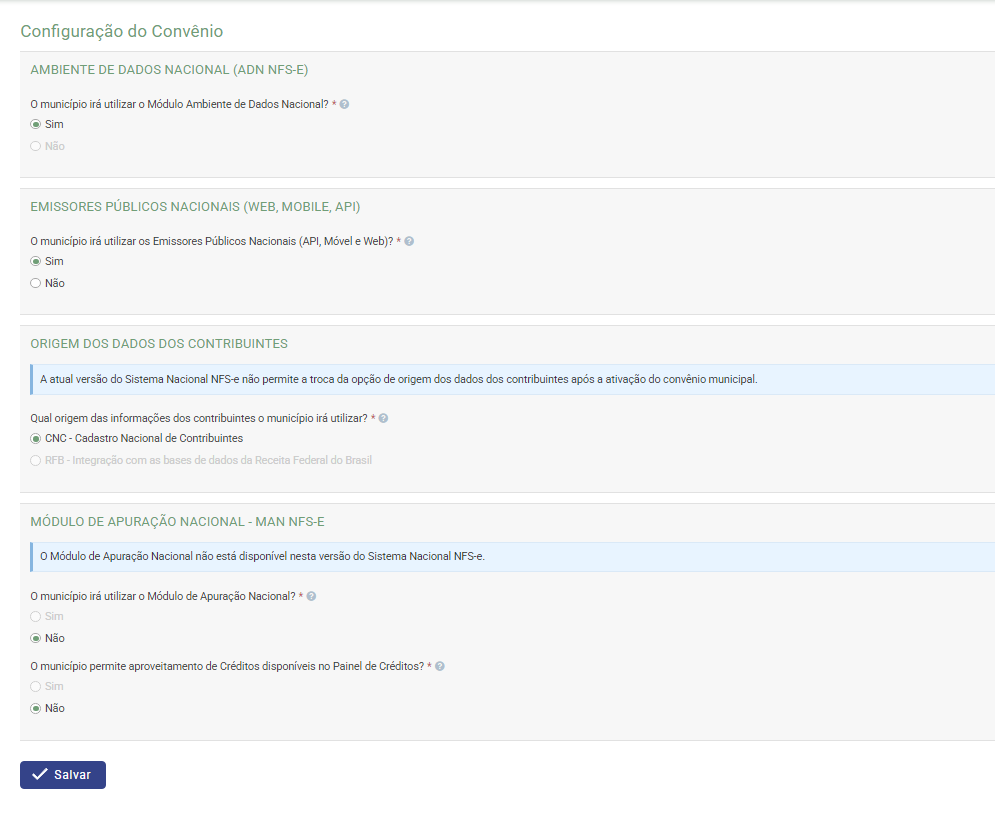 Configuração do Convênio
AMBIENTE DE DADOS NACIONAL (ADN NFS-E)
O município irá utilizar o Módulo Ambiente de Dados Nacional? * ?
Sim
Não
EMISSORES PÚBLICOS NACIONAIS (WEB, MOBILE, API)
O município irá utilizar os Emissores Públicos Nacionais (API, Móvel e Web)? * ?
Sim
Não
ORIGEM DOS DADOS DOS CONTRIBUINTES
A atual versão do Sistema Nacional NFS-e não permite a troca da opção de origem dos dados dos contribuintes após a ativação do convênio municipal.
Qual origem das informações dos contribuintes o município irá utilizar? * ?
CNC - Cadastro Nacional de Contribuintes
RFB - Integração com as bases de dados da Receita Federal do Brasil
MÓDULO DE APURAÇÃO NACIONAL - MAN NFS-E
O Módulo de Apuração Nacional não está disponível nesta versão do Sistema Nacional NFS-e.
O município irá utilizar o Módulo de Apuração Nacional? * ?
Sim
Não
O município permite aproveitamento de Créditos disponíveis no Painel de Créditos? * ?
Sim
Não
Salvar